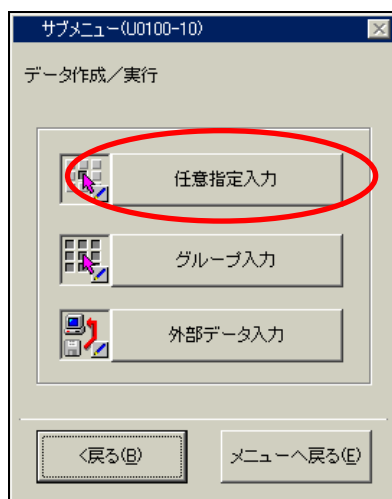 サブメニュー(U0100-10)
データ作成／実行
任意指定入力
グループ入力
外部データ入力
<戻る(B)
メニューへ戻る(E)